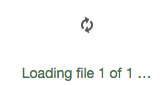 Loading file 1 of 1 ...